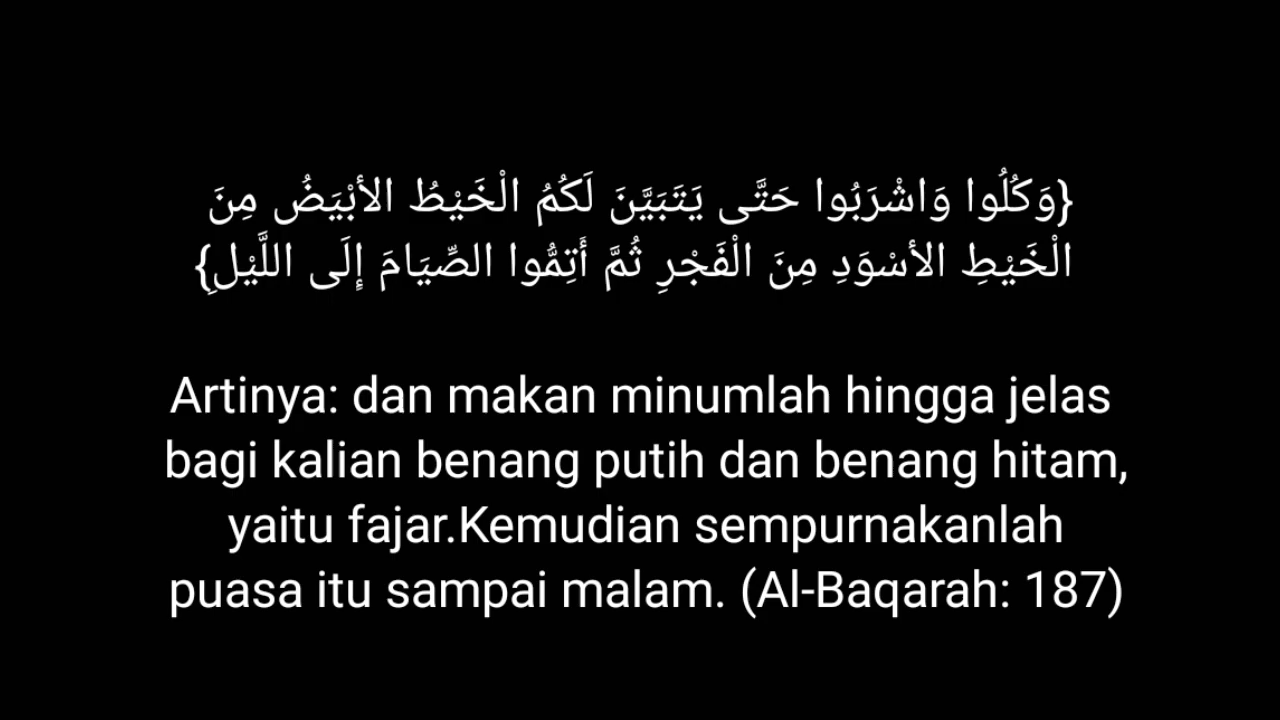 {وَكُلُوا وَاشْرَبُوا حَتَّى يَتَبَيَّنَ لَكُمُ الْخَيْطُ الأبْيَضُ مِنَ
الْخَيْطِ الأسْوَدِ مِنَ الْفَجْرِ ثُمَّ أَتِمُّوا الصِّيَامَ إِلَى اللَّيْلِ}
Artinya: dan makan minumlah hingga jelas
bagi kalian benang putih dan benang hitam,
yaitu fajar.Kemudian sempurnakanlah
puasa itu sampai malam. (Al-Baqarah: 187)